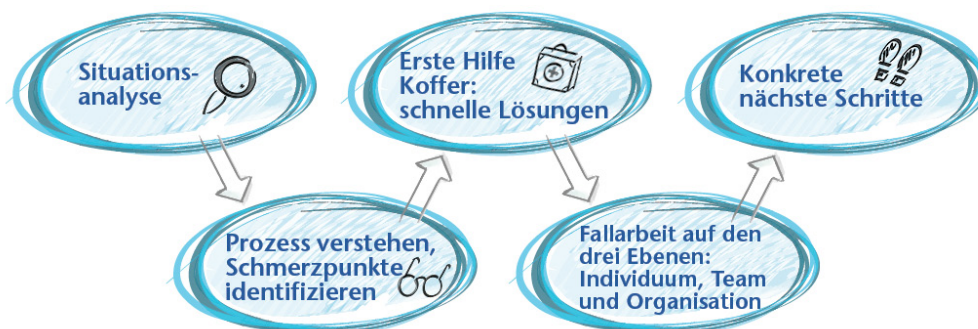 Situations-
analyse
Prozess verstehen,
Schmerzpunkte
identifizieren
Erste Hilfe
Koffer:
schnelle Lösungen
Fallarbeit auf den
drei Ebenen:
Individuum, Team
und Organisation
Konkrete
nächste Schritte